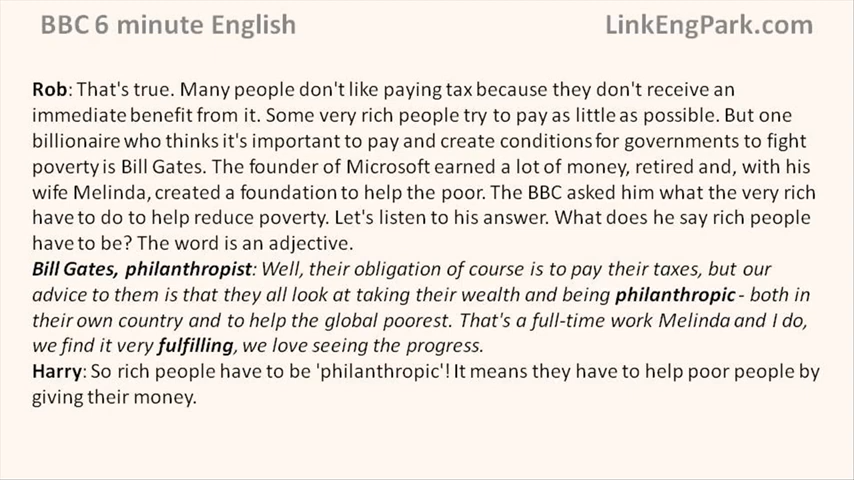 BBC 6 minute English
LinkEngPark.com
Rob: That's true. Many people don't like paying tax because they don't receive an
immediate benefit from it. Some very rich people try to pay as little as possible. But one
billionaire who thinks it's important to pay and create conditions for governments to fight
poverty is Bill Gates. The founder of Microsoft earned a lot of money, retired and, with his
wife Melinda, created a foundation to help the poor. The BBC asked him what the very rich
have to do to help reduce poverty. Let's listen to his answer. What does he say rich people
have to be? The word is an adjective.
Bill Gates, philanthropist: Well, their obligation of course is to pay their taxes, but our
advice to them is that they all look at taking their wealth and being philanthropic - both in
their own country and to help the global poorest. That's a full-time work Melinda and I do,
we find it very fulfilling, we love seeing the progress.
Harry: So rich people have to be 'philanthropic'! It means they have to help poor people by
giving their money.